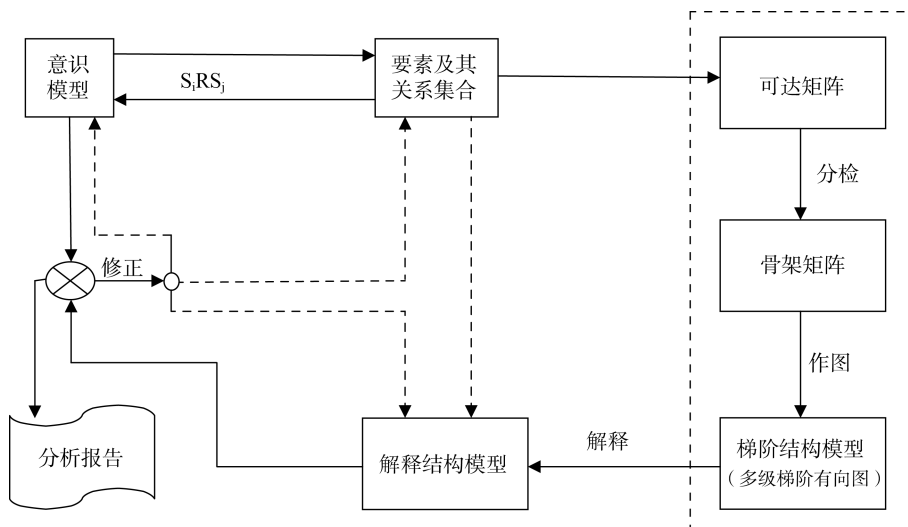 意识
模型
SᵢRSⱼ
要素及其
关系集合
可达矩阵
分检
修正
骨架矩阵
作图
分析报告
解释结构模型
解释
梯阶结构模型
（多级梯阶有向图）